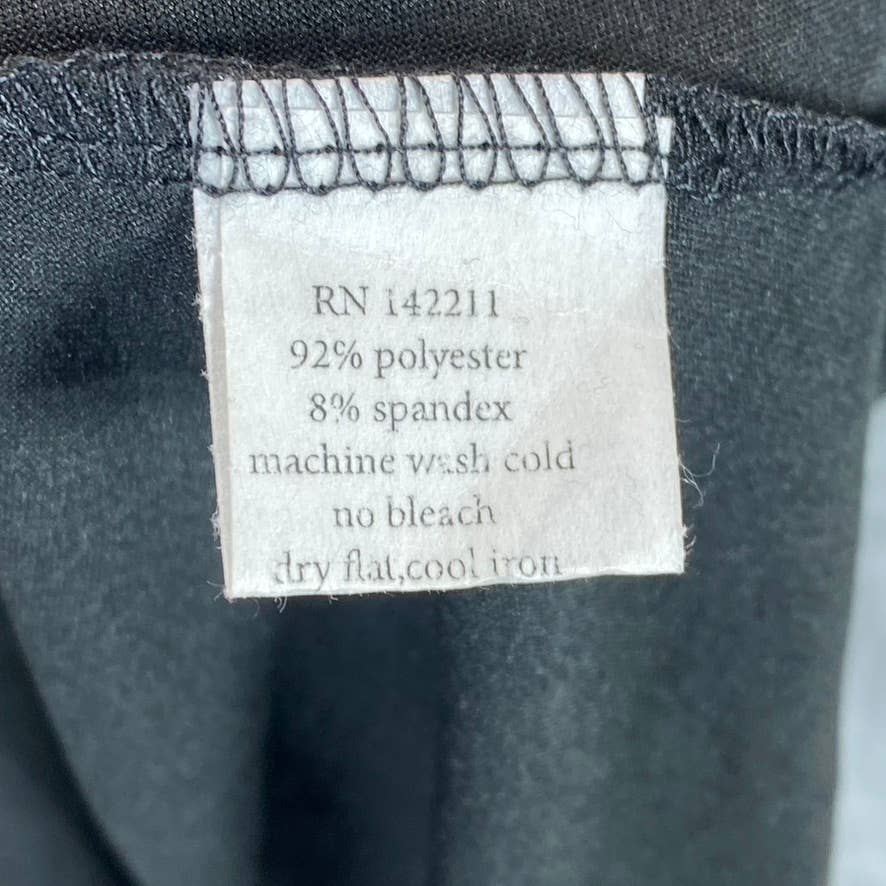 RN 142211
92% polyester
8% spandex
machine wash cold
no bleach
dry flat,cool iron